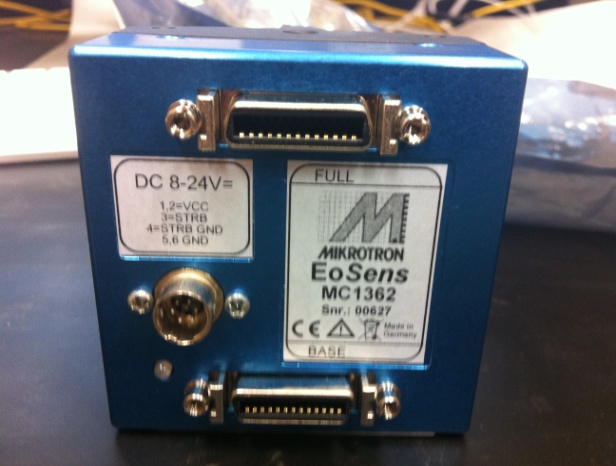 DC 8-24V=
1,2=VCC
3=STRB
4=STRB GND
5,6 GND
FULL
MIKROTRON
EoSens
MC1362
Snr.: 00627
CE Made in
Germany
BASE